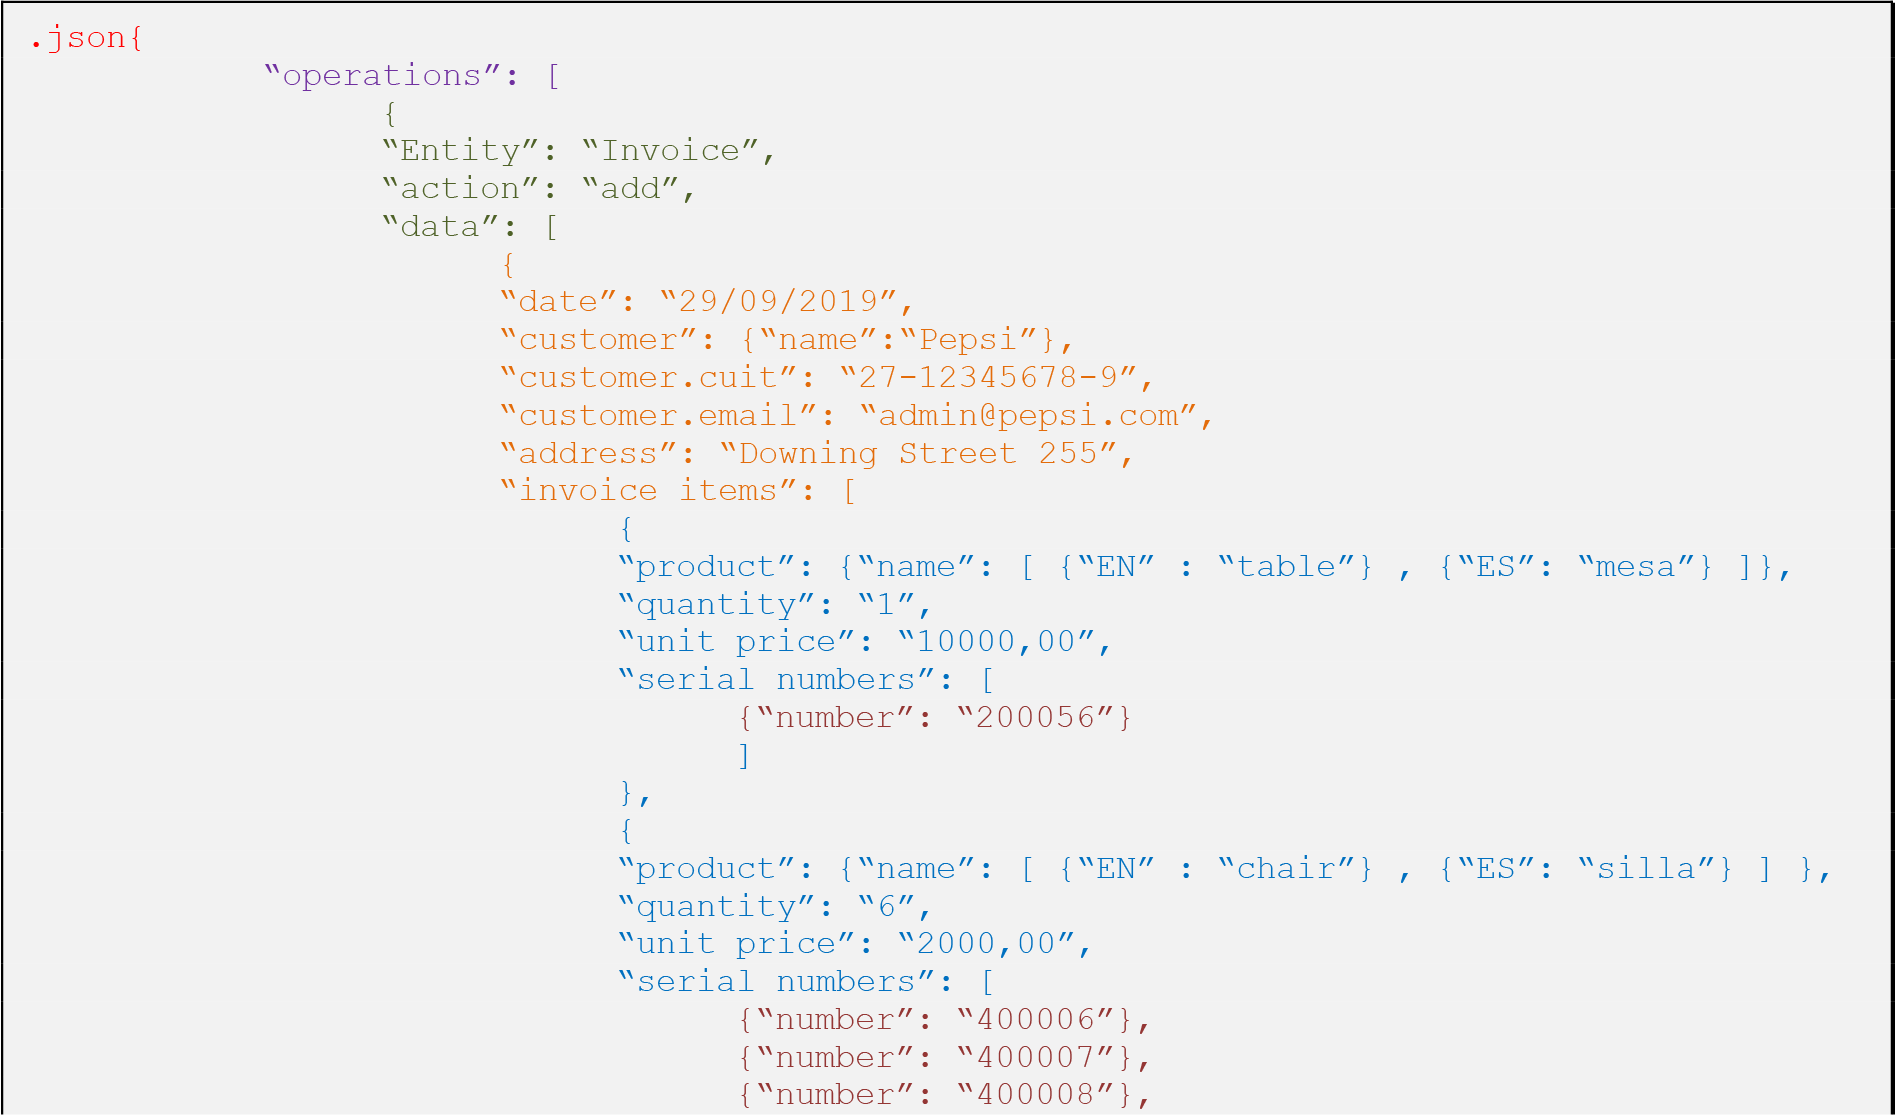 .json{
“operations”: [
{
“Entity”: “Invoice”,
“action”: “add”,
“data”: [
{
“date”: “29/09/2019”,
“customer”: {“name”:“Pepsi”},
“customer.cuit”: “27-12345678-9”,
“customer.email”: “admin@pepsi.com”,
“address”: “Downing Street 255”,
“invoice items”: [
{
“product”: {“name”: [ {“EN” : “table”} , {“ES”: “mesa”} ]},
“quantity”: “1”,
“unit price”: “10000,00”,
“serial numbers”: [
{“number”: “200056”}
]
},
{
“product”: {“name”: [ {“EN” : “chair”} , {“ES”: “silla”} ] },
“quantity”: “6”,
“unit price”: “2000,00”,
“serial numbers”: [
{“number”: “400006”},
{“number”: “400007”},
{“number”: “400008”},